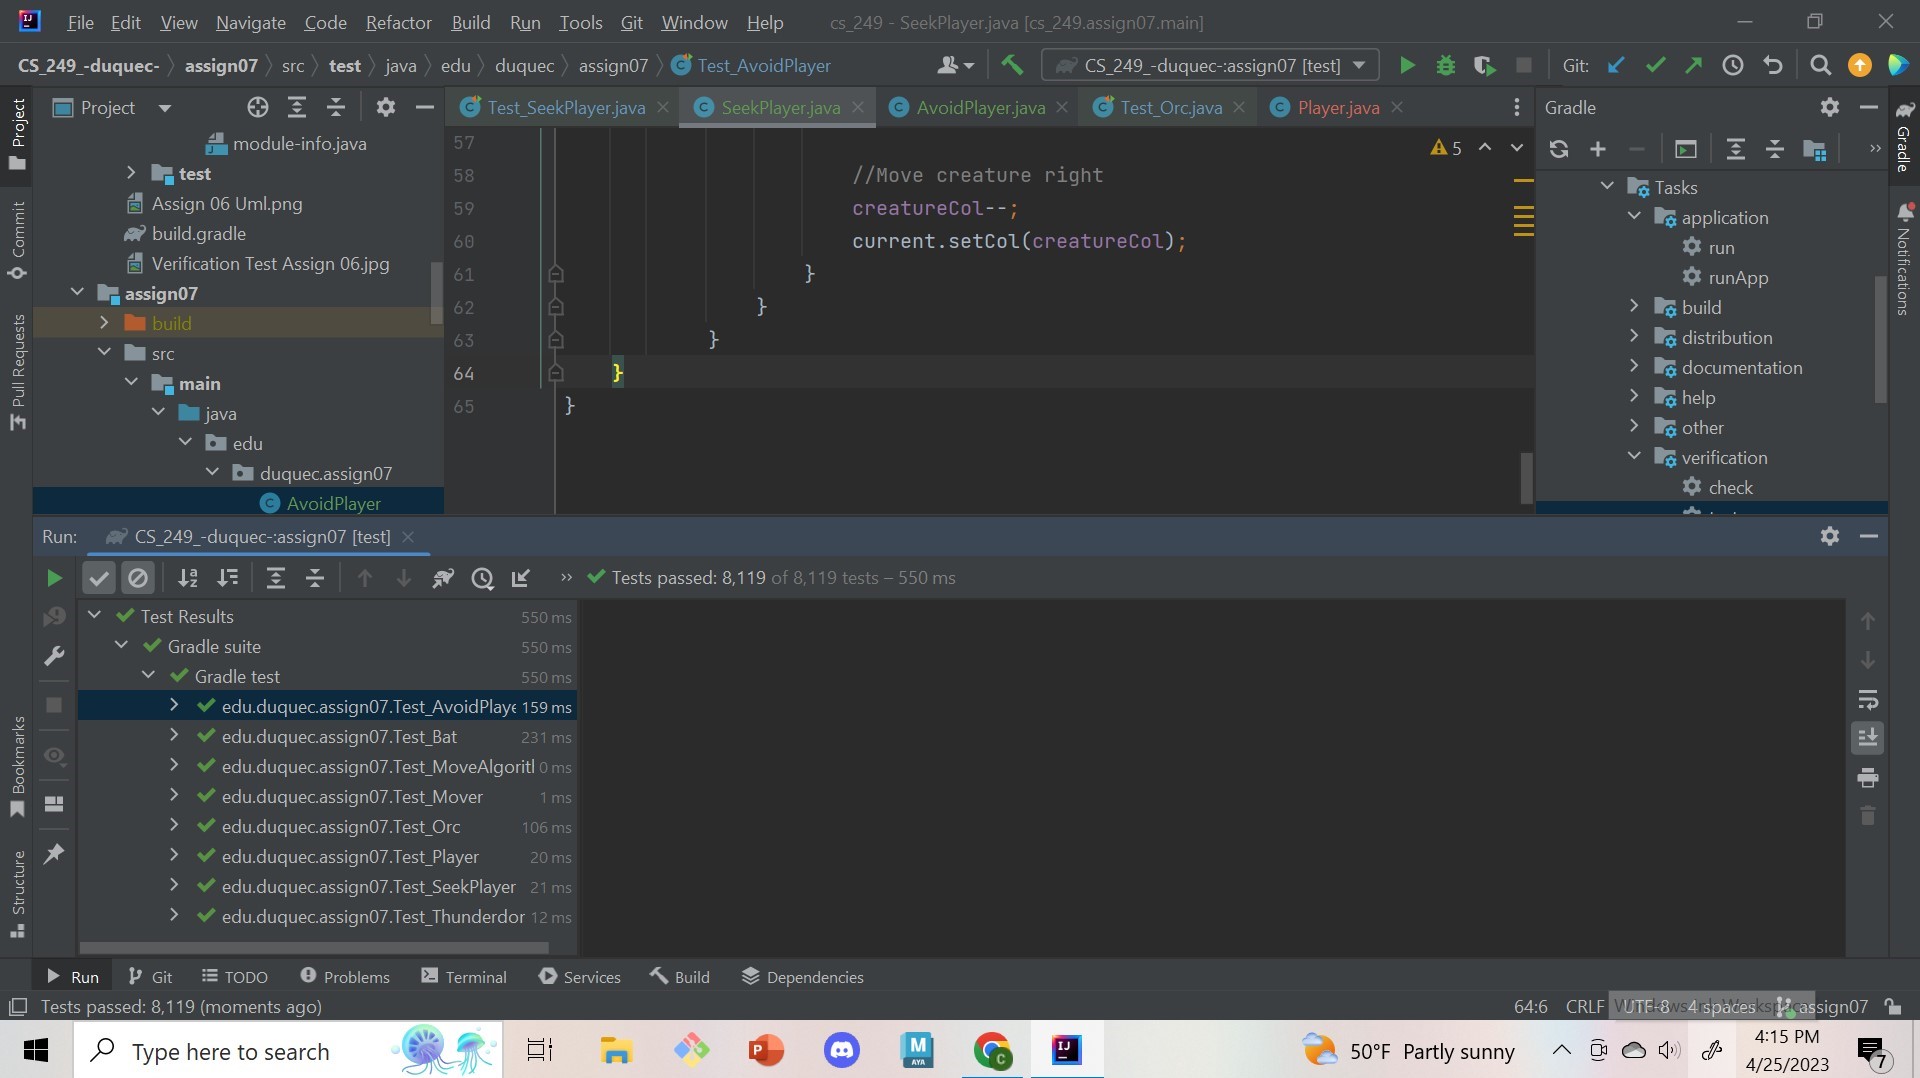 File Edit View Navigate Code Refactor Build Run Tools Git Window Help cs_249 - SeekPlayer.java [cs_249.assign07.main]
CS_249_-duquec- assign07 src test java edu duquec assign07 Test_AvoidPlayer CS_249_-duquec-:assign07 [test] Git:
Project
Test_SeekPlayer.java SeekPlayer.java AvoidPlayer.java Test_Orc.java Player.java
Gradle
Project
Commit
Pull Requests
Bookmarks
Structure
module-info.java
test
Assign 06 Uml.png
build.gradle
Verification Test Assign 06.jpg
assign07
build
src
main
java
edu
duquec.assign07
AvoidPlayer
57
58 //Move creature right
59 creatureCol--;
60 current.setCol(creatureCol);
61 }
62 }
63 }
64 }
65 }
5
Tasks
application
run
runApp
build
distribution
documentation
help
other
verification
check
Gradle
Notifications
Run: CS_249_-duquec-:assign07 [test]
Tests passed: 8,119 of 8,119 tests – 550 ms
Test Results 550 ms
Gradle suite 550 ms
Gradle test 550 ms
edu.duquec.assign07.Test_AvoidPlaye 159 ms
edu.duquec.assign07.Test_Bat 231 ms
edu.duquec.assign07.Test_MoveAlgoritl 0 ms
edu.duquec.assign07.Test_Mover 1 ms
edu.duquec.assign07.Test_Orc 106 ms
edu.duquec.assign07.Test_Player 20 ms
edu.duquec.assign07.Test_SeekPlayer 21 ms
edu.duquec.assign07.Test_Thunderdor 12 ms
Run Git TODO Problems Terminal Services Build Dependencies
Tests passed: 8,119 (moments ago)
64:6 CRLF UTF-8 4 spaces assign07
Type here to search
50°F Partly sunny
4:15 PM
4/25/2023
7